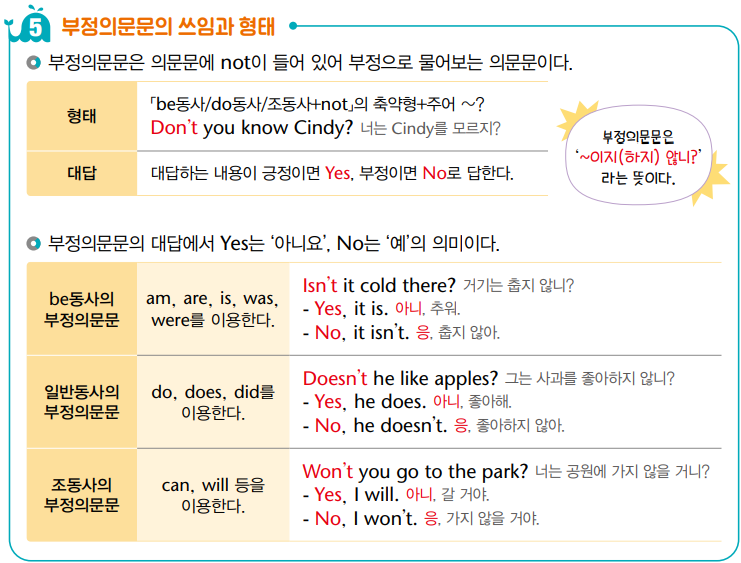 5 부정의문문의 쓰임과 형태
부정의문문은 의문문에 not이 들어 있어 부정으로 물어보는 의문문이다.
형태
「be동사/do동사/조동사+not」의 축약형+주어 ~?
Don't you know Cindy? 너는 Cindy를 모르지?
대답
대답하는 내용이 긍정이면 Yes, 부정이면 No로 답한다.
부정의문문은
'~이지(하지) 않니?'
라는 뜻이다.
부정의문문의 대답에서 Yes는 '아니요', No는 '예'의 의미이다.
be동사의
부정의문문
am, are, is, was,
were를 이용한다.
Isn't it cold there? 거기는 춥지 않니?
- Yes, it is. 아니, 추워.
- No, it isn't. 응, 춥지 않아.
일반동사의
부정의문문
do, does, did를
이용한다.
Doesn't he like apples? 그는 사과를 좋아하지 않니?
- Yes, he does. 아니, 좋아해.
- No, he doesn't. 응, 좋아하지 않아.
조동사의
부정의문문
can, will 등을
이용한다.
Won't you go to the park? 너는 공원에 가지 않을 거니?
- Yes, I will. 아니, 갈 거야.
- No, I won't. 응, 가지 않을 거야.